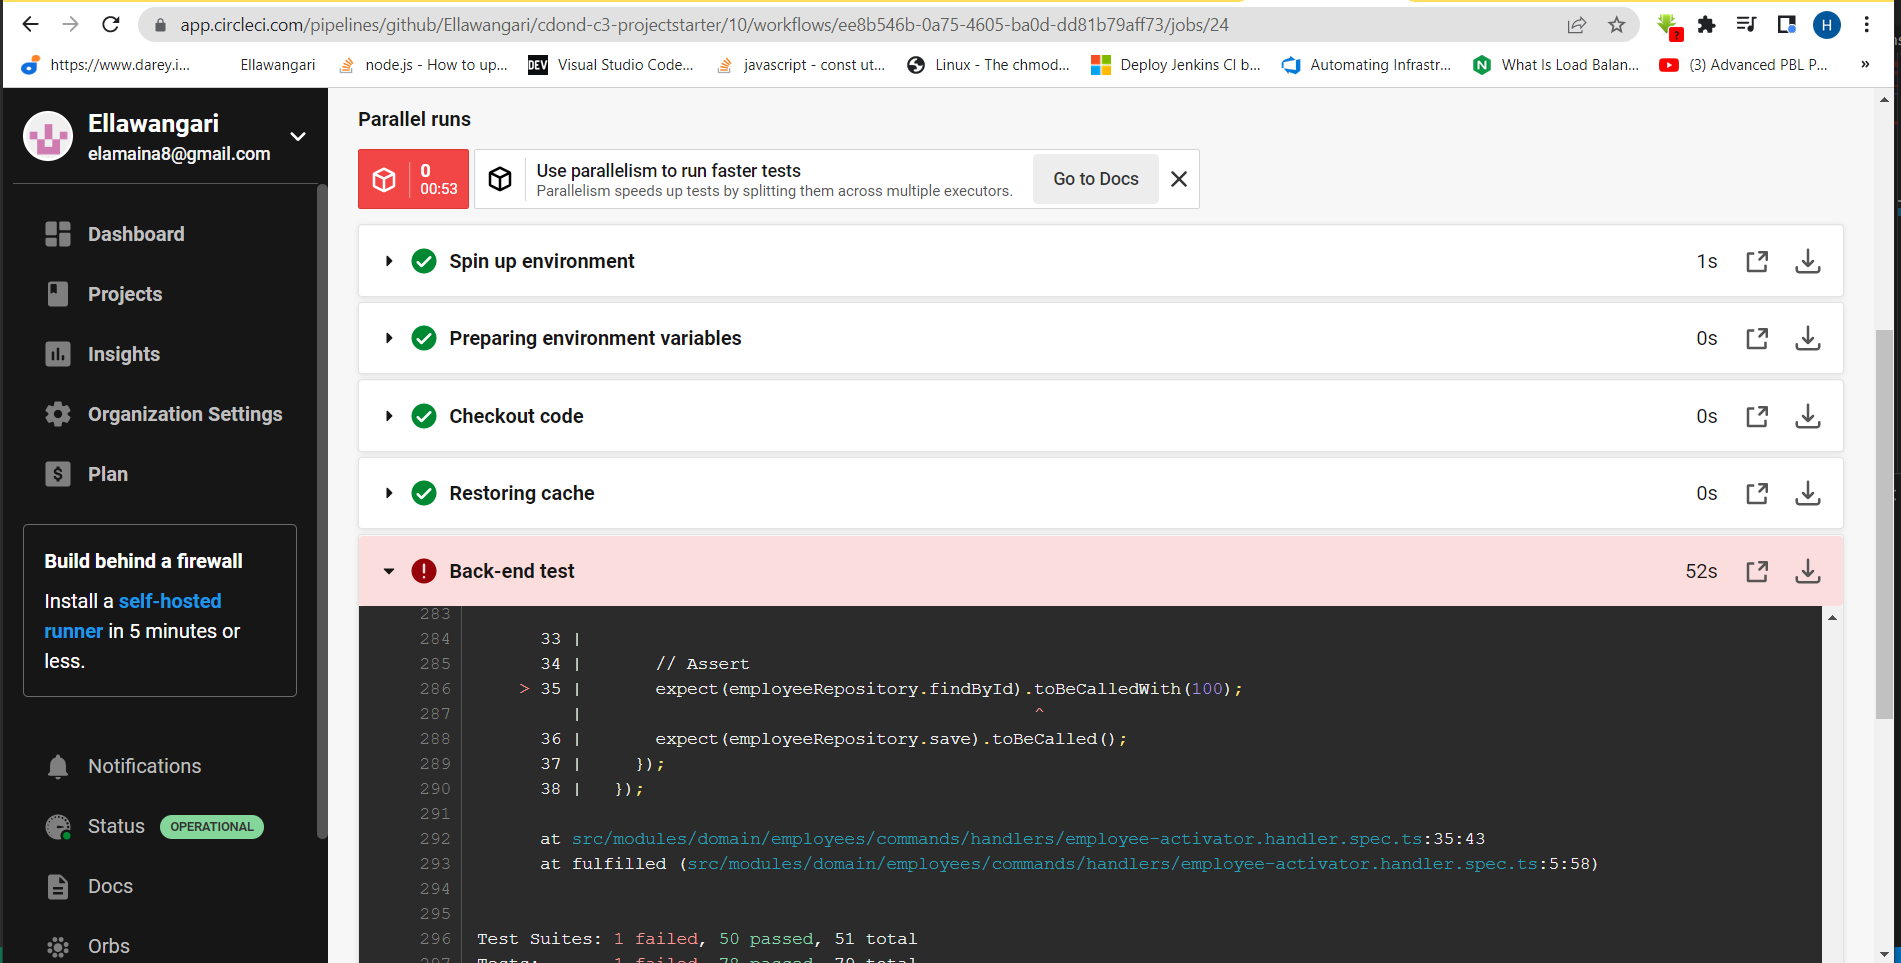 app.circleci.com/pipelines/github/Ellawangari/cdond-c3-projectstarter/10/workflows/ee8b546b-0a75-4605-ba0d-dd81b79aff73/jobs/24
?
H
https://www.darey.i...
Ellawangari
node.js - How to up...
DEV
Visual Studio Code...
javascript - const ut...
Linux - The chmod...
Deploy Jenkins CI b...
Automating Infrastr...
N
What Is Load Balan...
(3) Advanced PBL P...
»
Ellawangari
elamaina8@gmail.com
Dashboard
Projects
Insights
Organization Settings
$
Plan
Build behind a firewall
Install a self-hosted
runner in 5 minutes or
less.
Notifications
Status OPERATIONAL
Docs
Orbs
Parallel runs
0
00:53
Use parallelism to run faster tests
Parallelism speeds up tests by splitting them across multiple executors.
Go to Docs
Spin up environment 1s
Preparing environment variables 0s
Checkout code 0s
Restoring cache 0s
! Back-end test 52s
283
284 33 |
285 34 | // Assert
286 > 35 | expect(employeeRepository.findById).toBeCalledWith(100);
287 | ^
288 36 | expect(employeeRepository.save).toBeCalled();
289 37 | });
290 38 | });
291
292 at src/modules/domain/employees/commands/handlers/employee-activator.handler.spec.ts:35:43
293 at fulfilled (src/modules/domain/employees/commands/handlers/employee-activator.handler.spec.ts:5:58)
294
295
296 Test Suites: 1 failed, 50 passed, 51 total
297 Tests: 1 failed, 78 passed, 79 total